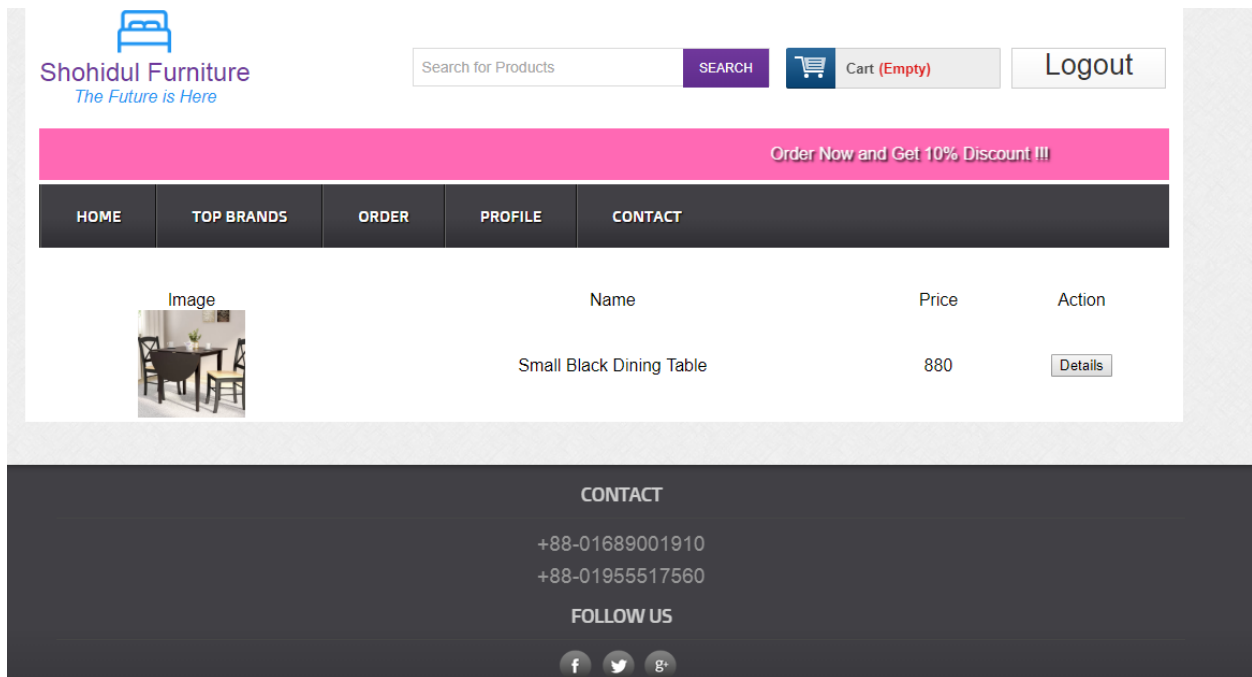 Shohidul Furniture
The Future is Here
Search for Products
SEARCH
Cart (Empty)
Logout
Order Now and Get 10% Discount !!!
HOME TOP BRANDS ORDER PROFILE CONTACT
Image Name Price Action
Small Black Dining Table 880 Details
CONTACT
+88-01689001910
+88-01955517560
FOLLOW US
f g+